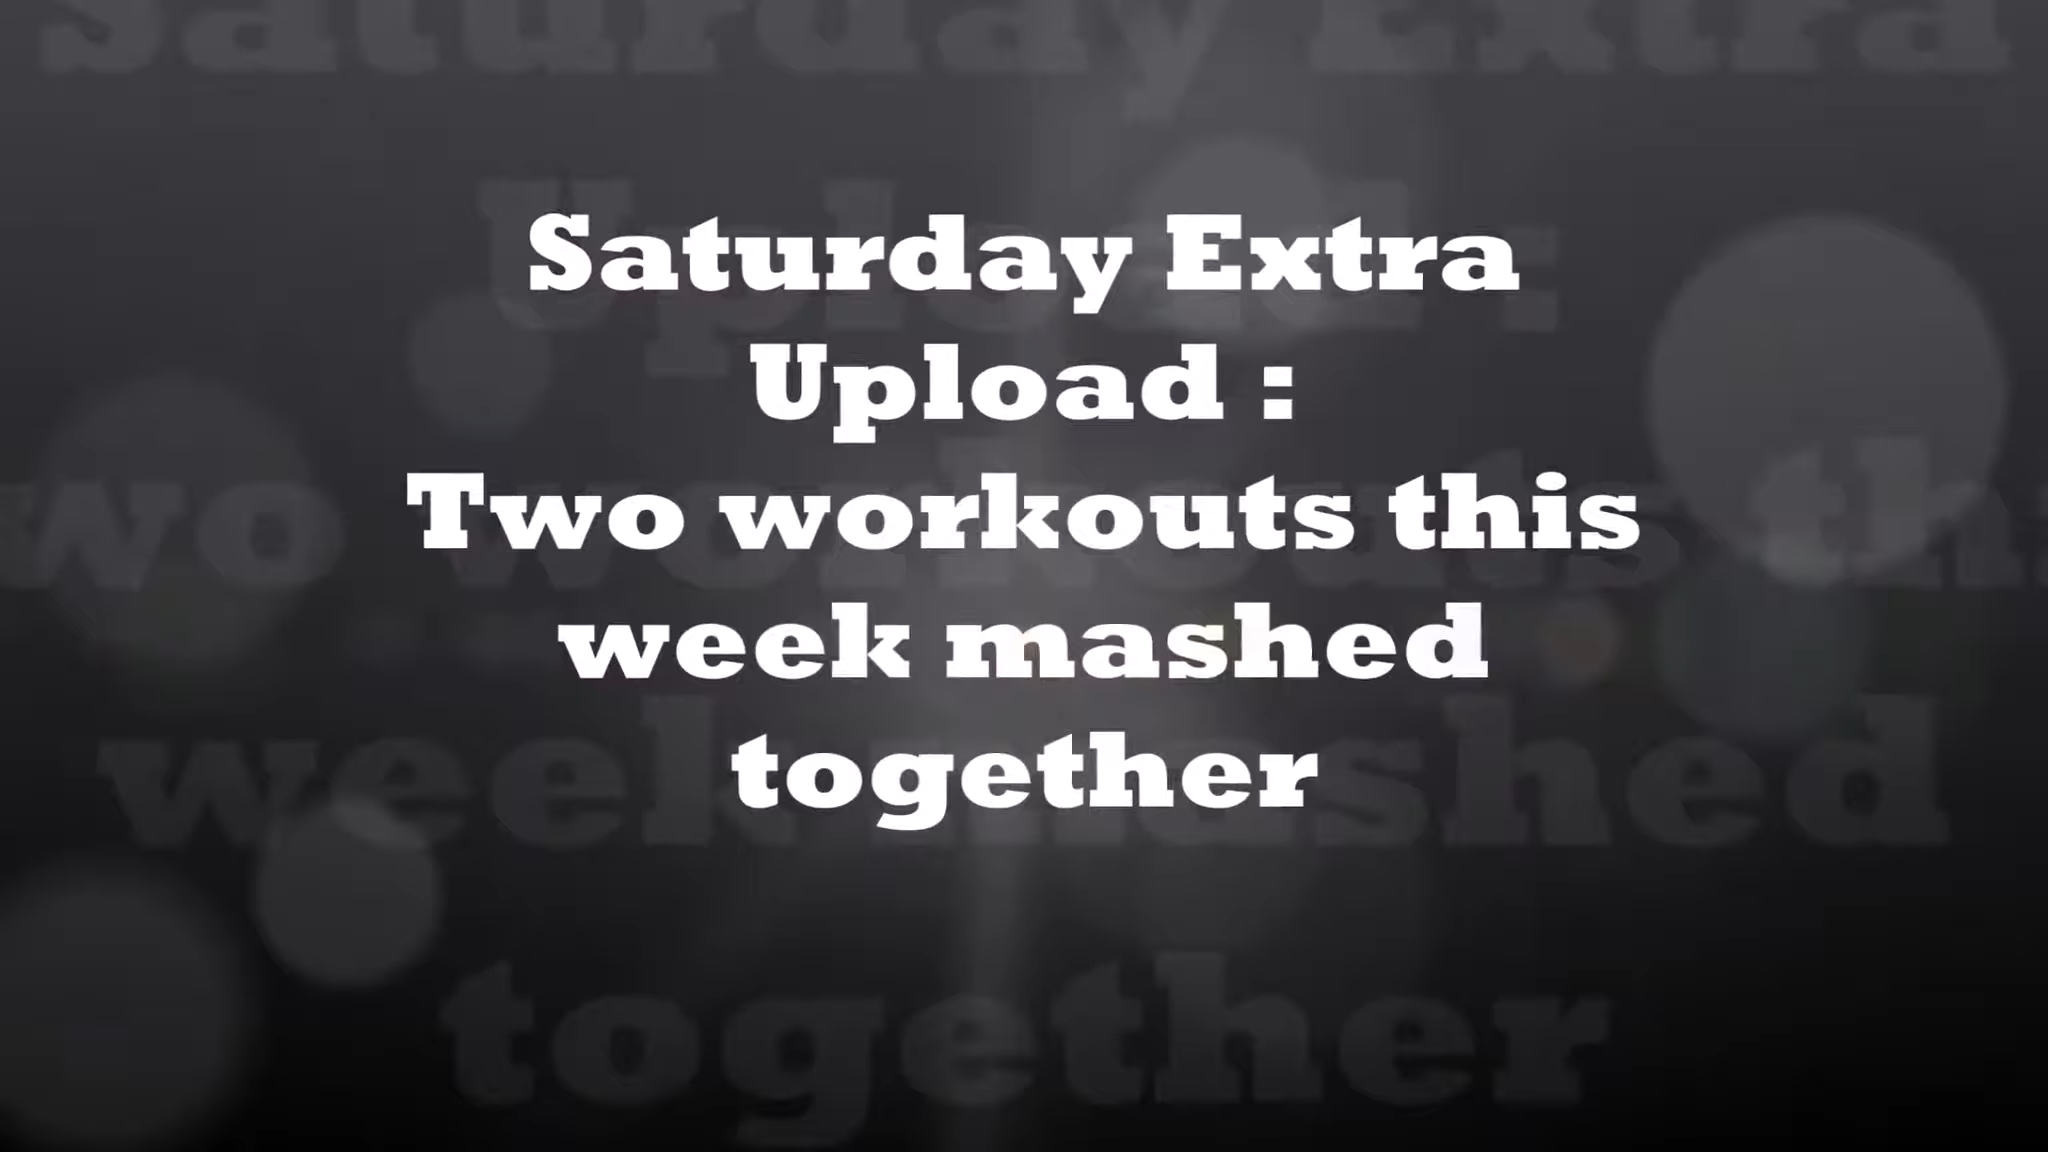 Saturday Extra
Upload :
Two workouts this
week mashed
together